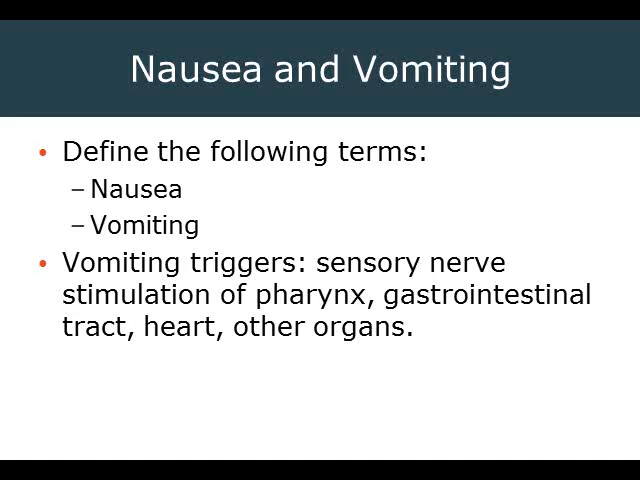 Nausea and Vomiting
• Define the following terms:
– Nausea
– Vomiting
• Vomiting triggers: sensory nerve
stimulation of pharynx, gastrointestinal
tract, heart, other organs.